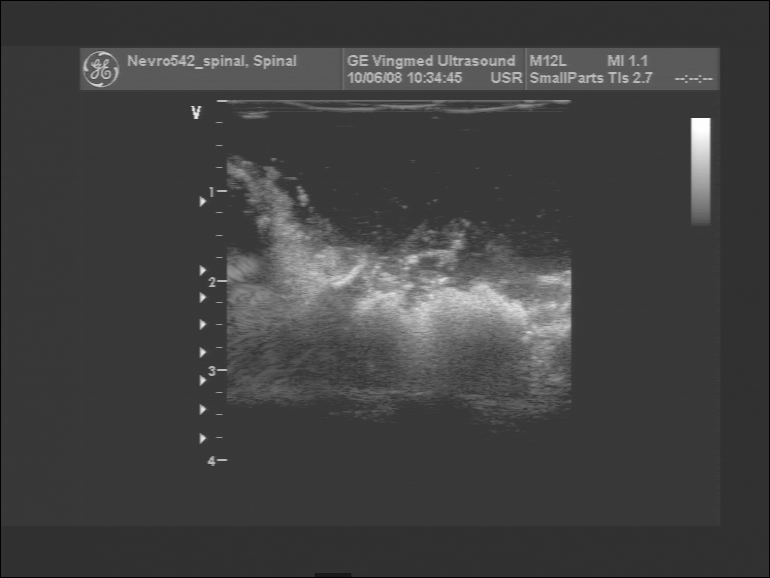 GE Nevro542_spinal, Spinal GE Vingmed Ultrasound M12L MI 1.1
10/06/08 10:34:45 USR SmallParts TIs 2.7 --:--:--
V
1
2
3
4